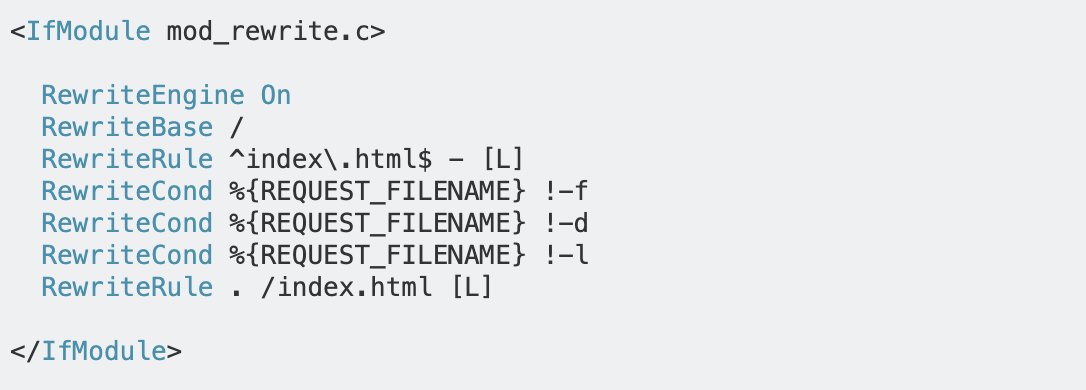 <IfModule mod_rewrite.c>
RewriteEngine On
RewriteBase /
RewriteRule ^index\.html$ - [L]
RewriteCond %{REQUEST_FILENAME} !-f
RewriteCond %{REQUEST_FILENAME} !-d
RewriteCond %{REQUEST_FILENAME} !-l
RewriteRule . /index.html [L]
</IfModule>